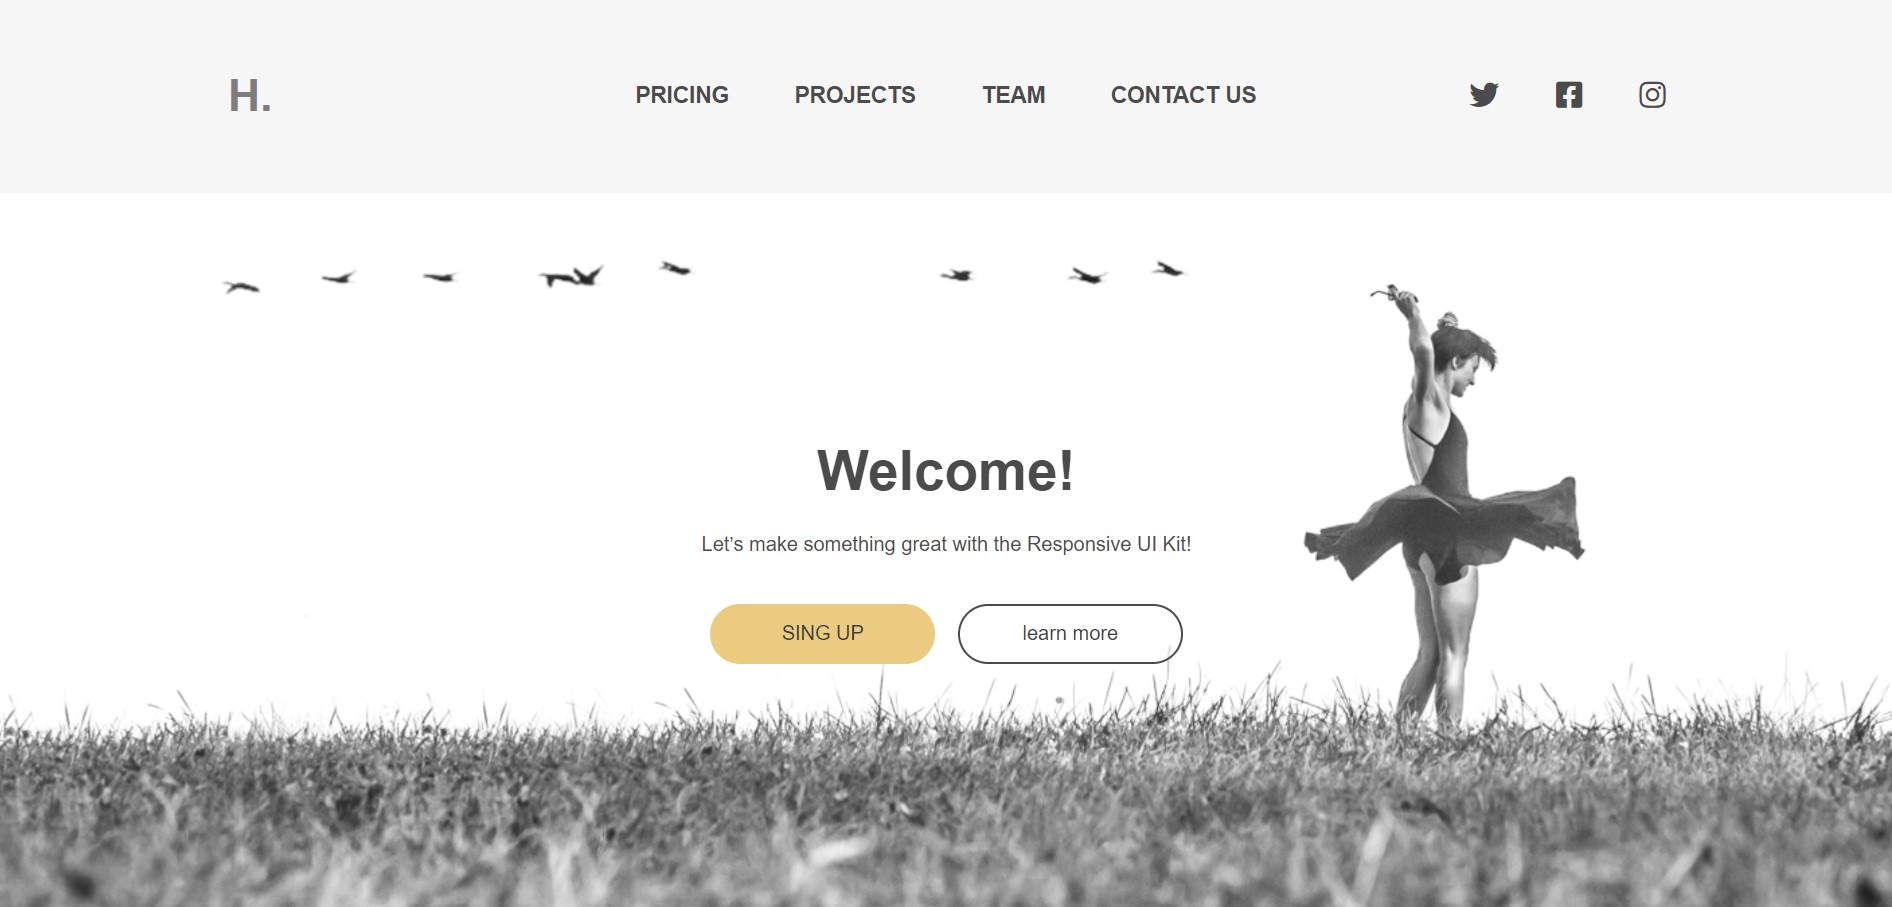 H.
PRICING PROJECTS TEAM CONTACT US
Welcome!
Let’s make something great with the Responsive UI Kit!
SING UP
learn more